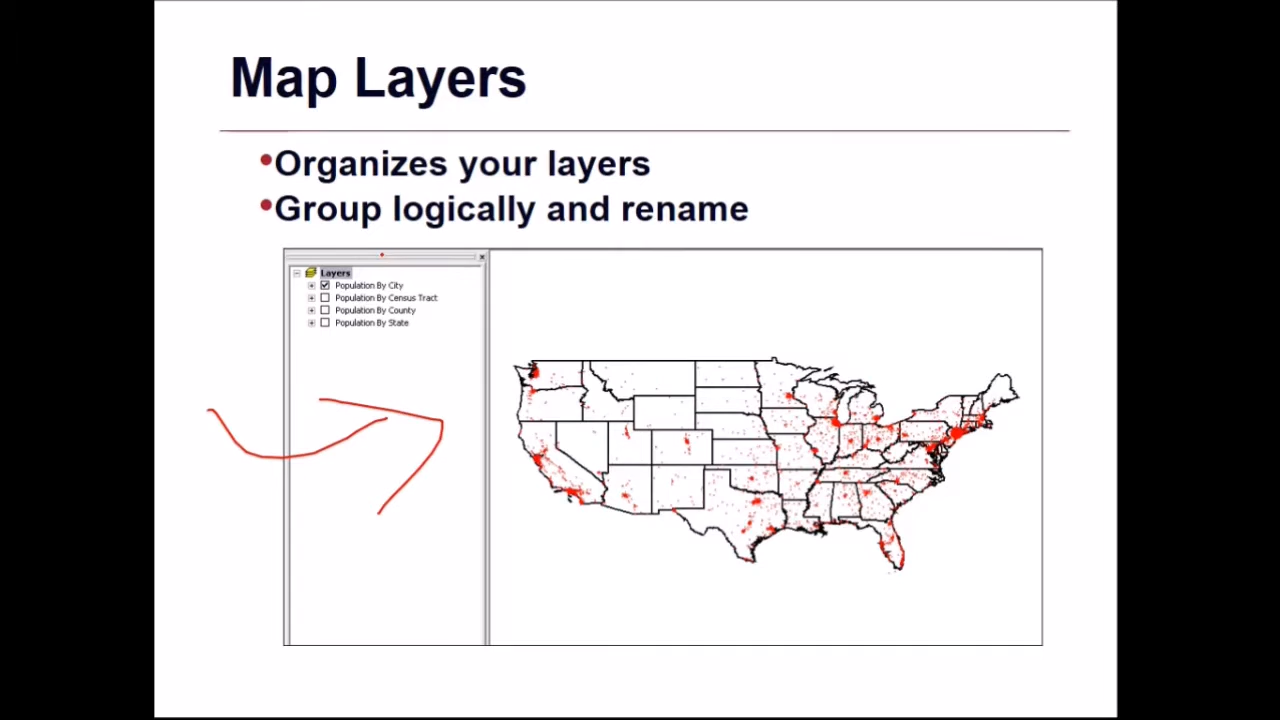 Map Layers
•Organizes your layers
•Group logically and rename
Layers
Population By City
Population By Census Tract
Population By County
Population By State